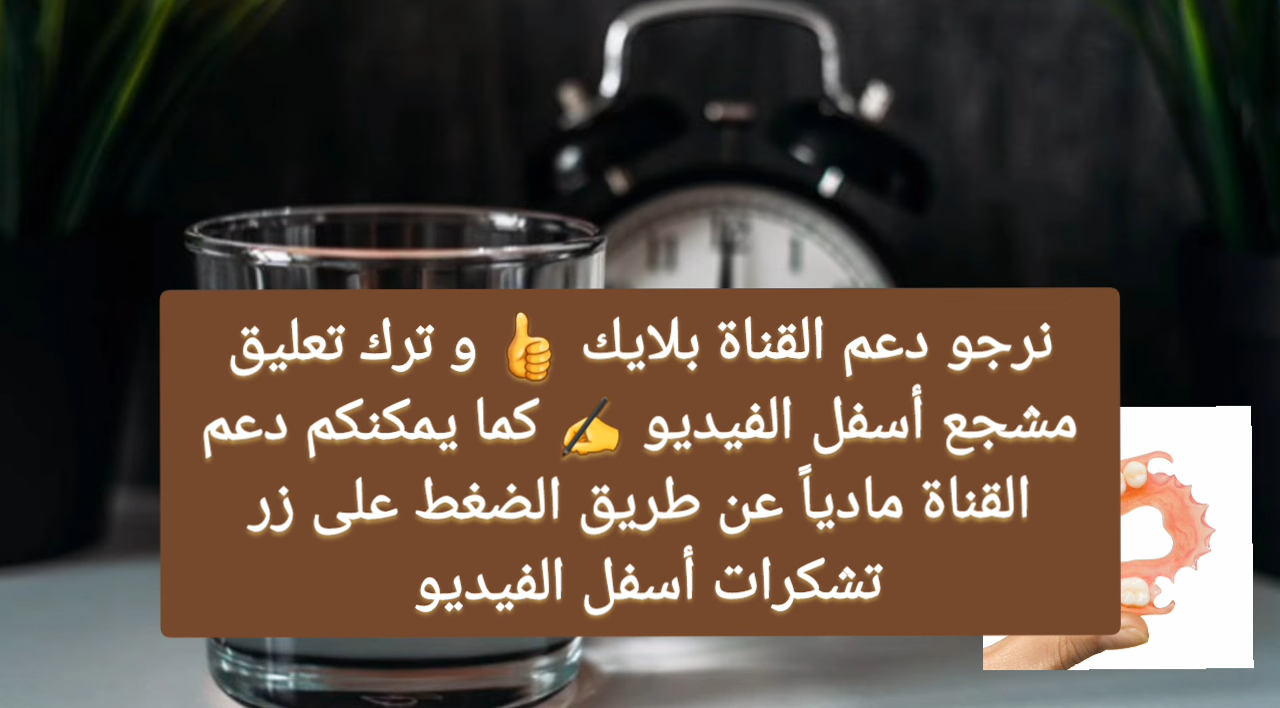 نرجو دعم القناة بلايك 👍 و ترك تعليق
مشجع أسفل الفيديو ✍ كما يمكنكم دعم
القناة مادياً عن طريق الضغط على زر
تشكرات أسفل الفيديو